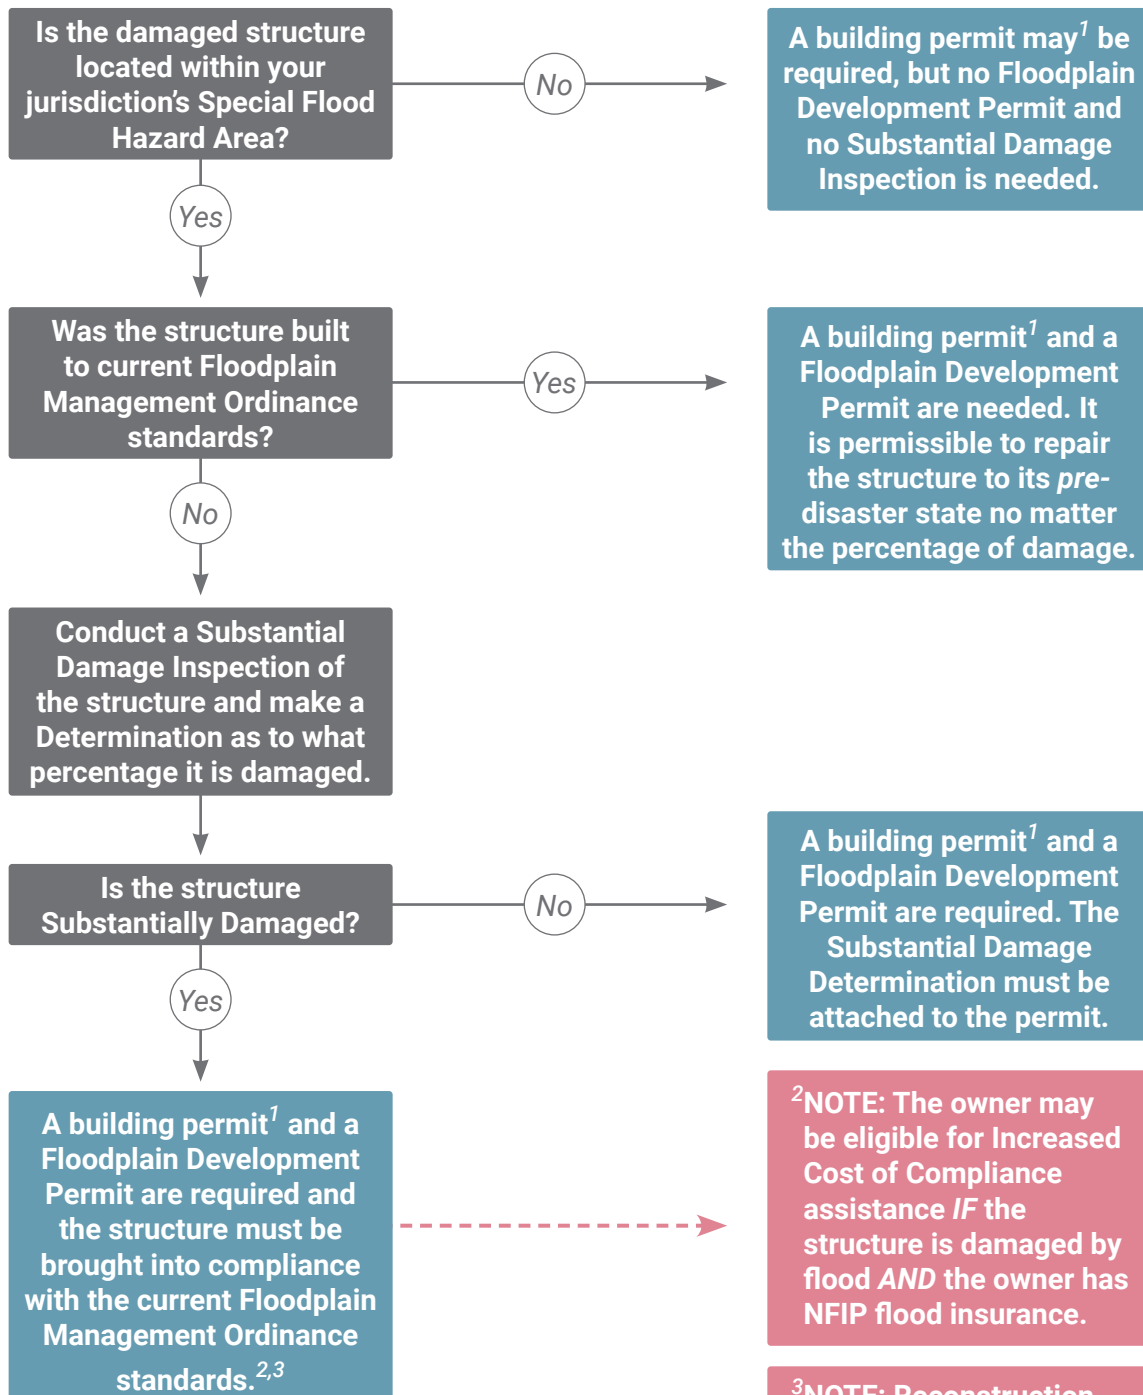 Is the damaged structure
located within your
jurisdiction's Special Flood
Hazard Area?
No
A building permit may¹ be
required, but no Floodplain
Development Permit and
no Substantial Damage
Inspection is needed.
Yes
Was the structure built
to current Floodplain
Management Ordinance
standards?
Yes
A building permit¹ and a
Floodplain Development
Permit are needed. It
is permissible to repair
the structure to its pre-
disaster state no matter
the percentage of damage.
No
Conduct a Substantial
Damage Inspection of
the structure and make a
Determination as to what
percentage it is damaged.
Is the structure
Substantially Damaged?
No
A building permit¹ and a
Floodplain Development
Permit are required. The
Substantial Damage
Determination must be
attached to the permit.
Yes
A building permit¹ and a
Floodplain Development
Permit are required and
the structure must be
brought into compliance
with the current Floodplain
Management Ordinance
standards.²,³
²NOTE: The owner may
be eligible for Increased
Cost of Compliance
assistance IF the
structure is damaged by
flood AND the owner has
NFIP flood insurance.
³NOTE: Reconstruction